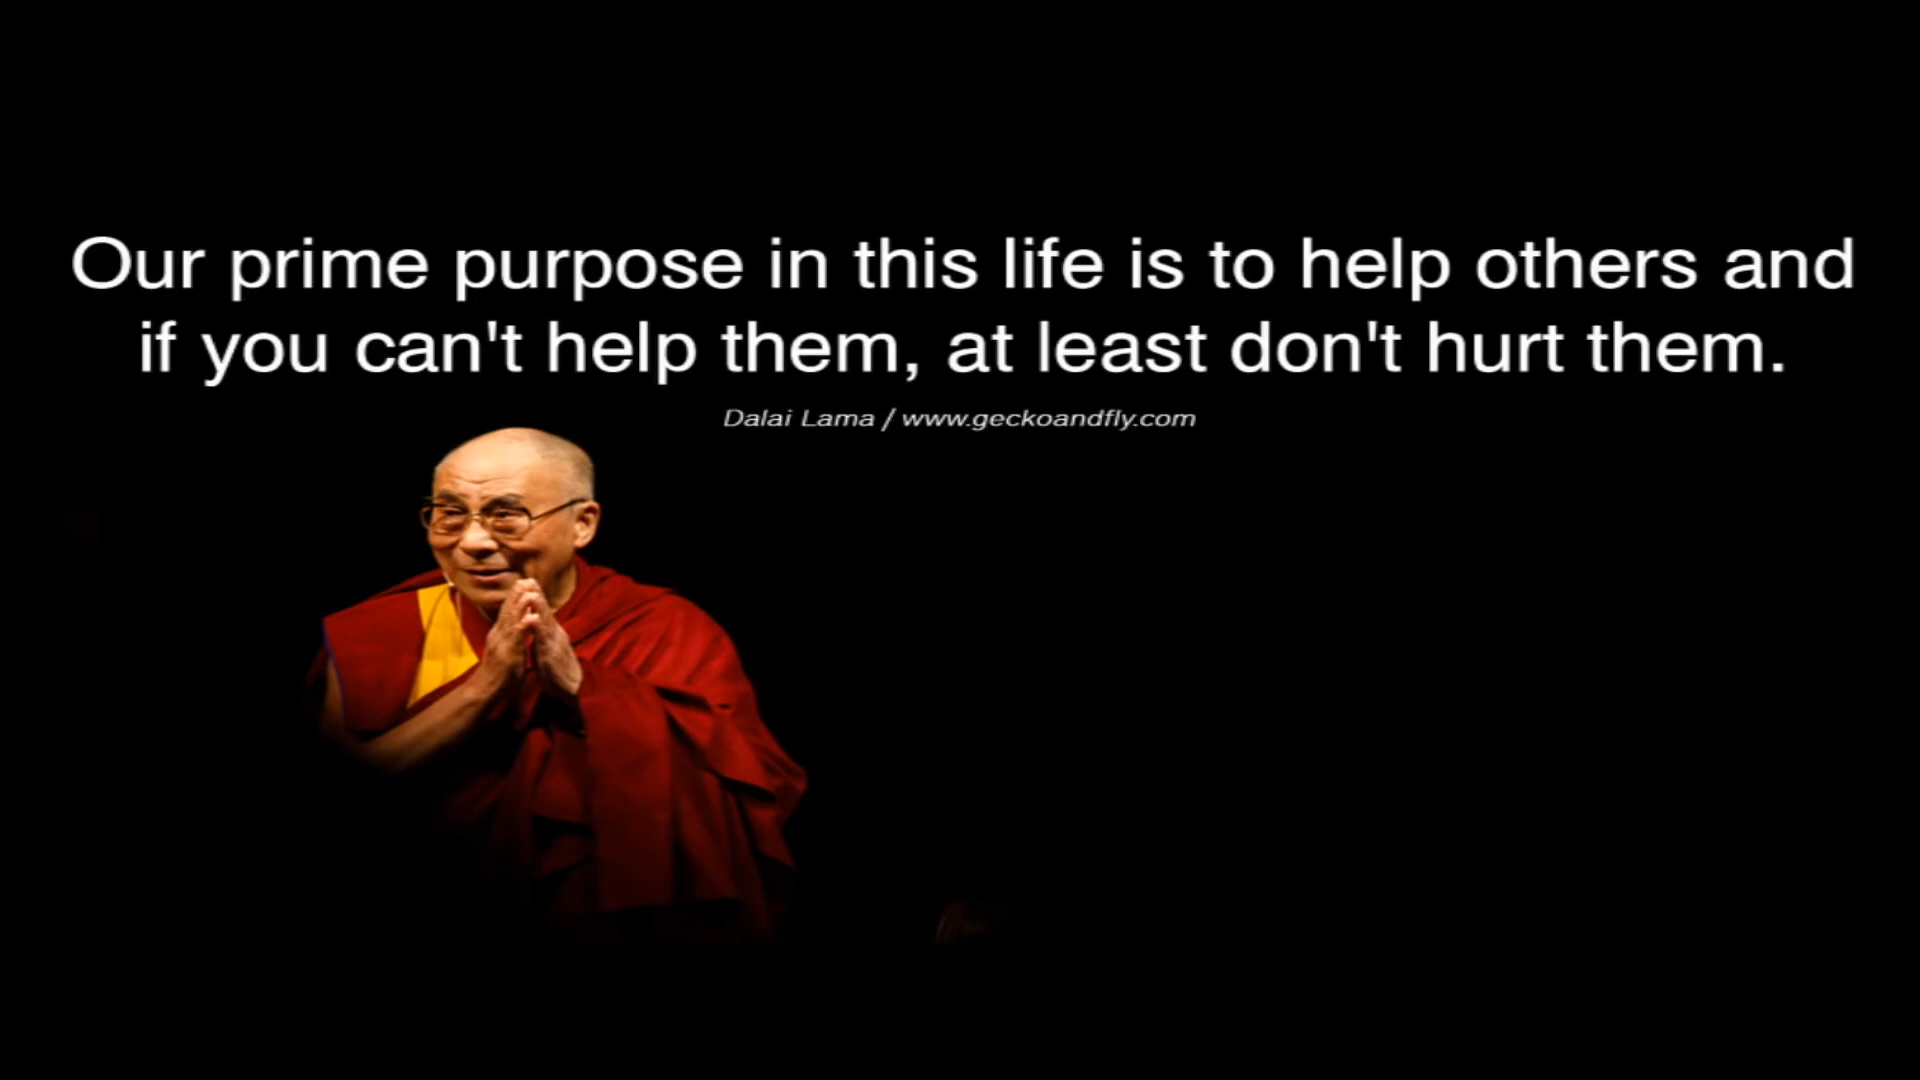 Our prime purpose in this life is to help others and
if you can't help them, at least don't hurt them.
Dalai Lama / www.geckoandfly.com